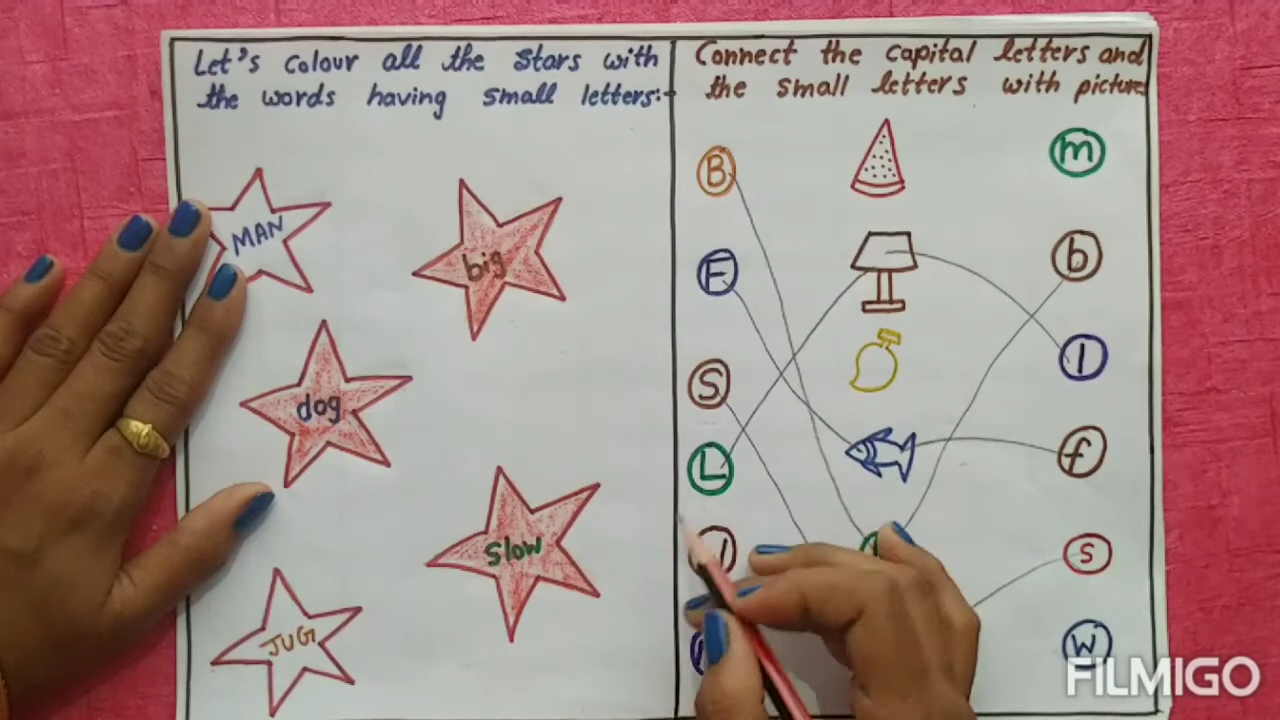 Let's colour all the stars with
the words having small letters:-
MAN
big
dog
slow
JUG
Connect the capital letters and
the small letters with picture
B
m
F
b
S
l
L
f
s
w
FILMIGO